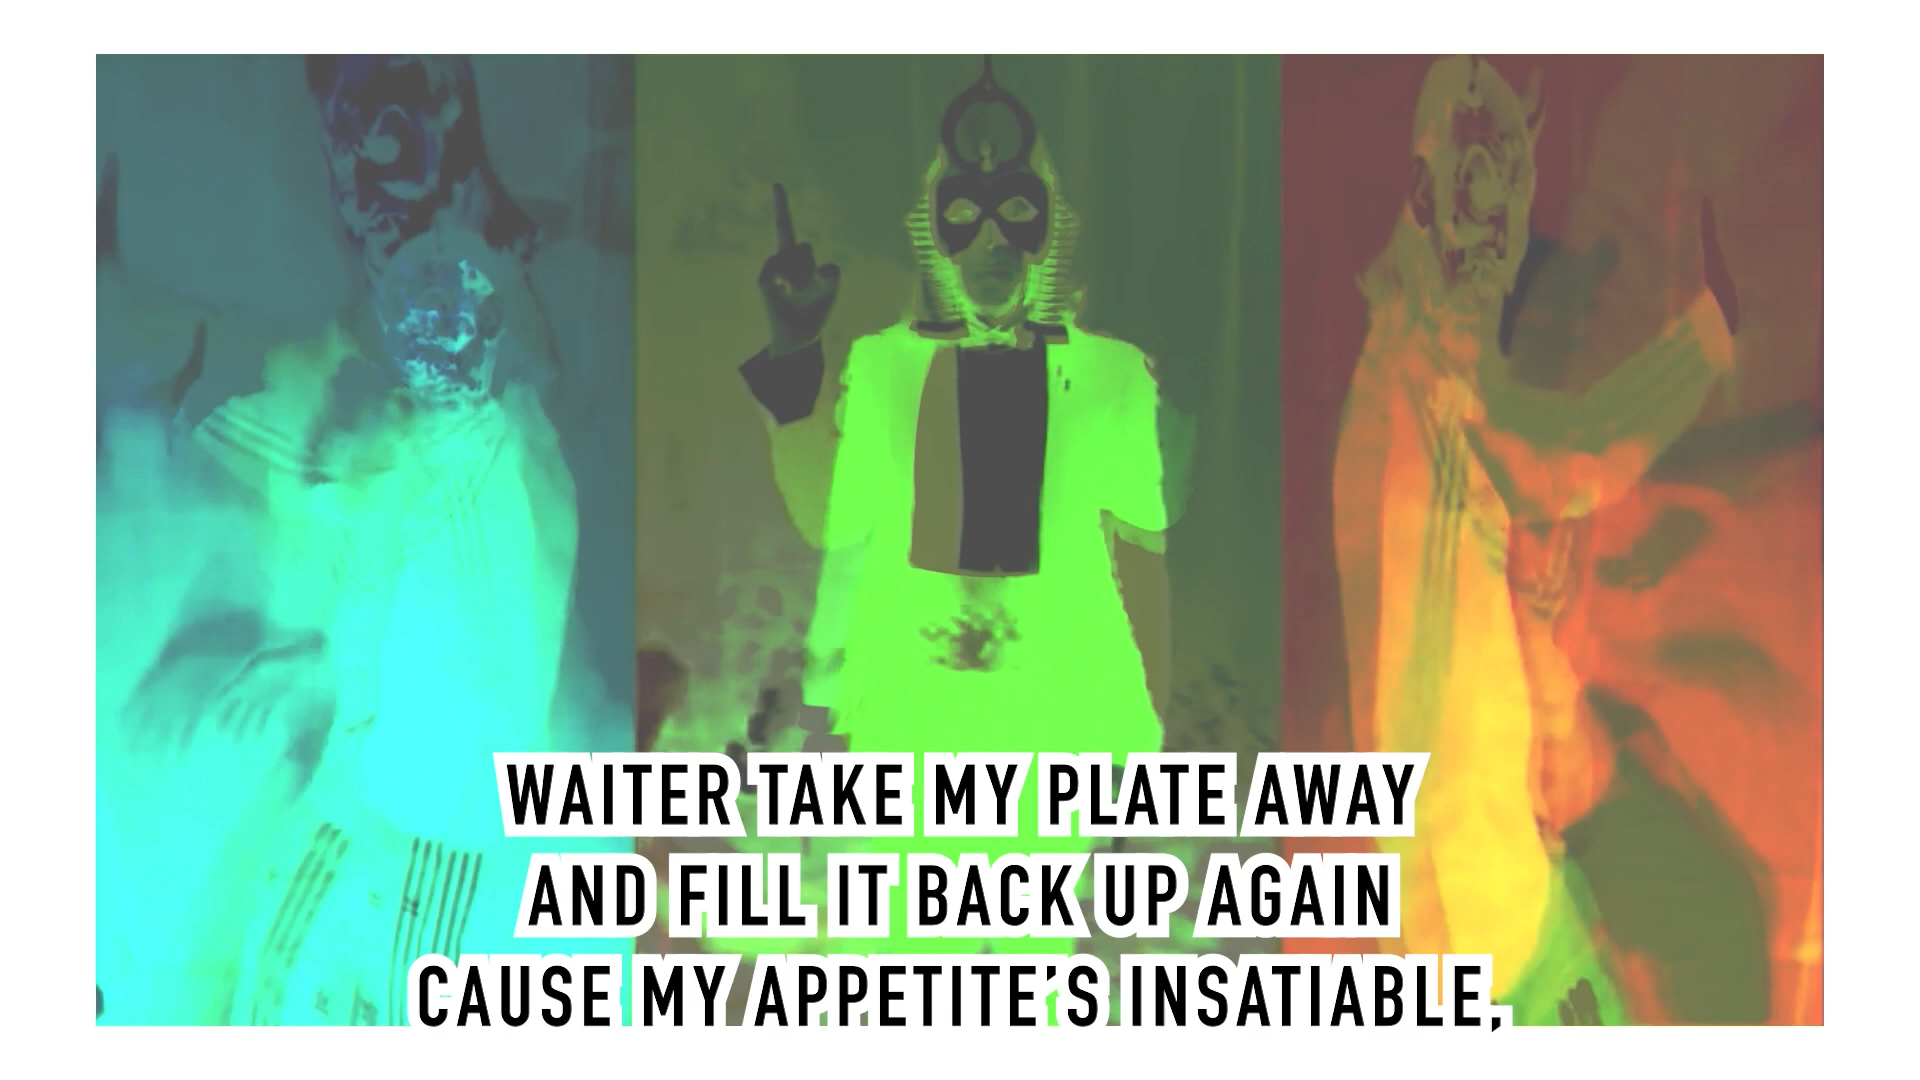 WAITER TAKE MY PLATE AWAY
AND FILL IT BACK UP AGAIN
CAUSE MY APPETITE'S INSATIABLE,